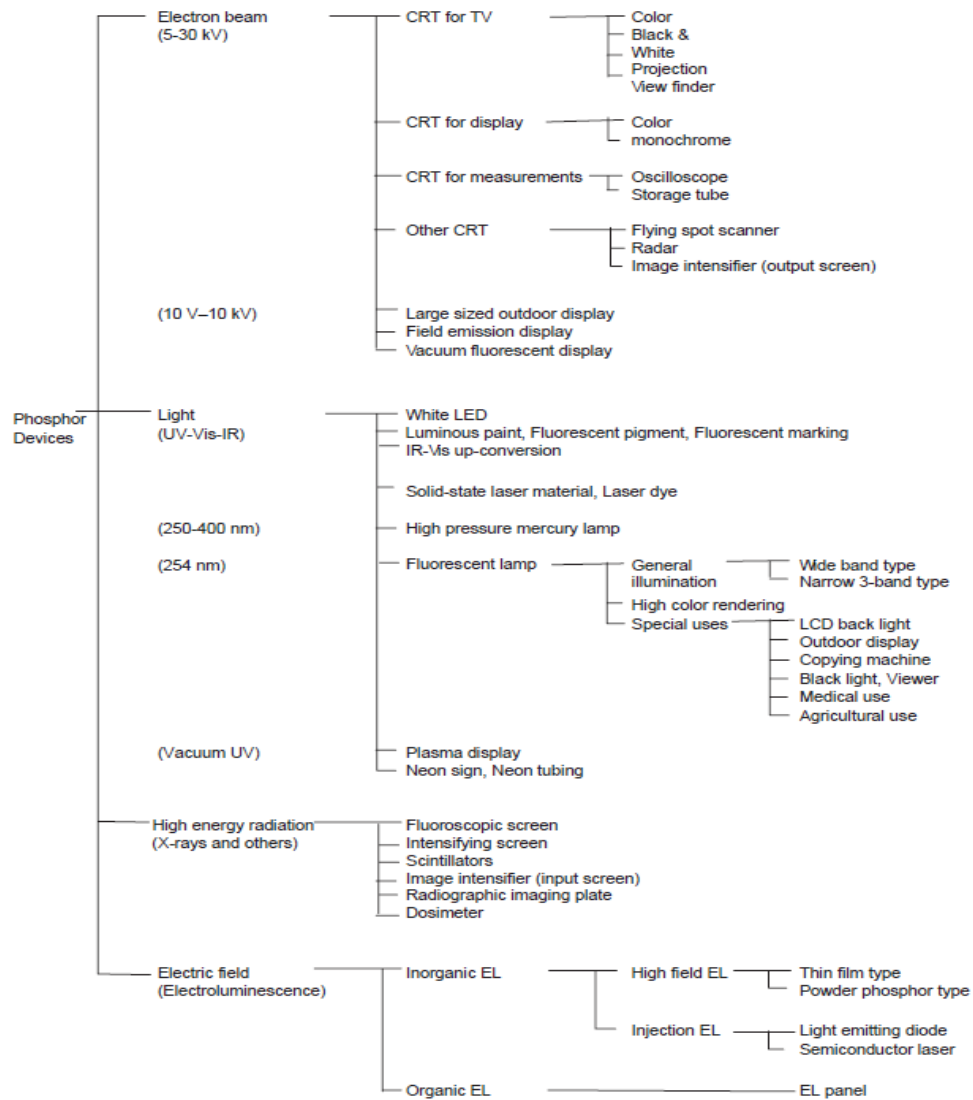 Electron beam
(5-30 kV)
CRT for TV
Color
Black &
White
Projection
View finder
CRT for display
Color
monochrome
CRT for measurements
Oscilloscope
Storage tube
Other CRT
Flying spot scanner
Radar
Image intensifier (output screen)
(10 V–10 kV)
Large sized outdoor display
Field emission display
Vacuum fluorescent display
Phosphor
Devices
Light
(UV-Vis-IR)
White LED
Luminous paint, Fluorescent pigment, Fluorescent marking
IR-Vis up-conversion
Solid-state laser material, Laser dye
(250-400 nm)
High pressure mercury lamp
(254 nm)
Fluorescent lamp
General
illumination
Wide band type
Narrow 3-band type
High color rendering
Special uses
LCD back light
Outdoor display
Copying machine
Black light, Viewer
Medical use
Agricultural use
(Vacuum UV)
Plasma display
Neon sign, Neon tubing
High energy radiation
(X-rays and others)
Fluoroscopic screen
Intensifying screen
Scintillators
Image intensifier (input screen)
Radiographic imaging plate
Dosimeter
Electric field
(Electroluminescence)
Inorganic EL
High field EL
Thin film type
Powder phosphor type
Injection EL
Light emitting diode
Semiconductor laser
Organic EL
EL panel